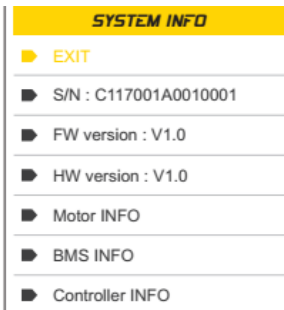 SYSTEM INFO
EXIT
S/N : C117001A0010001
FW version : V1.0
HW version : V1.0
Motor INFO
BMS INFO
Controller INFO